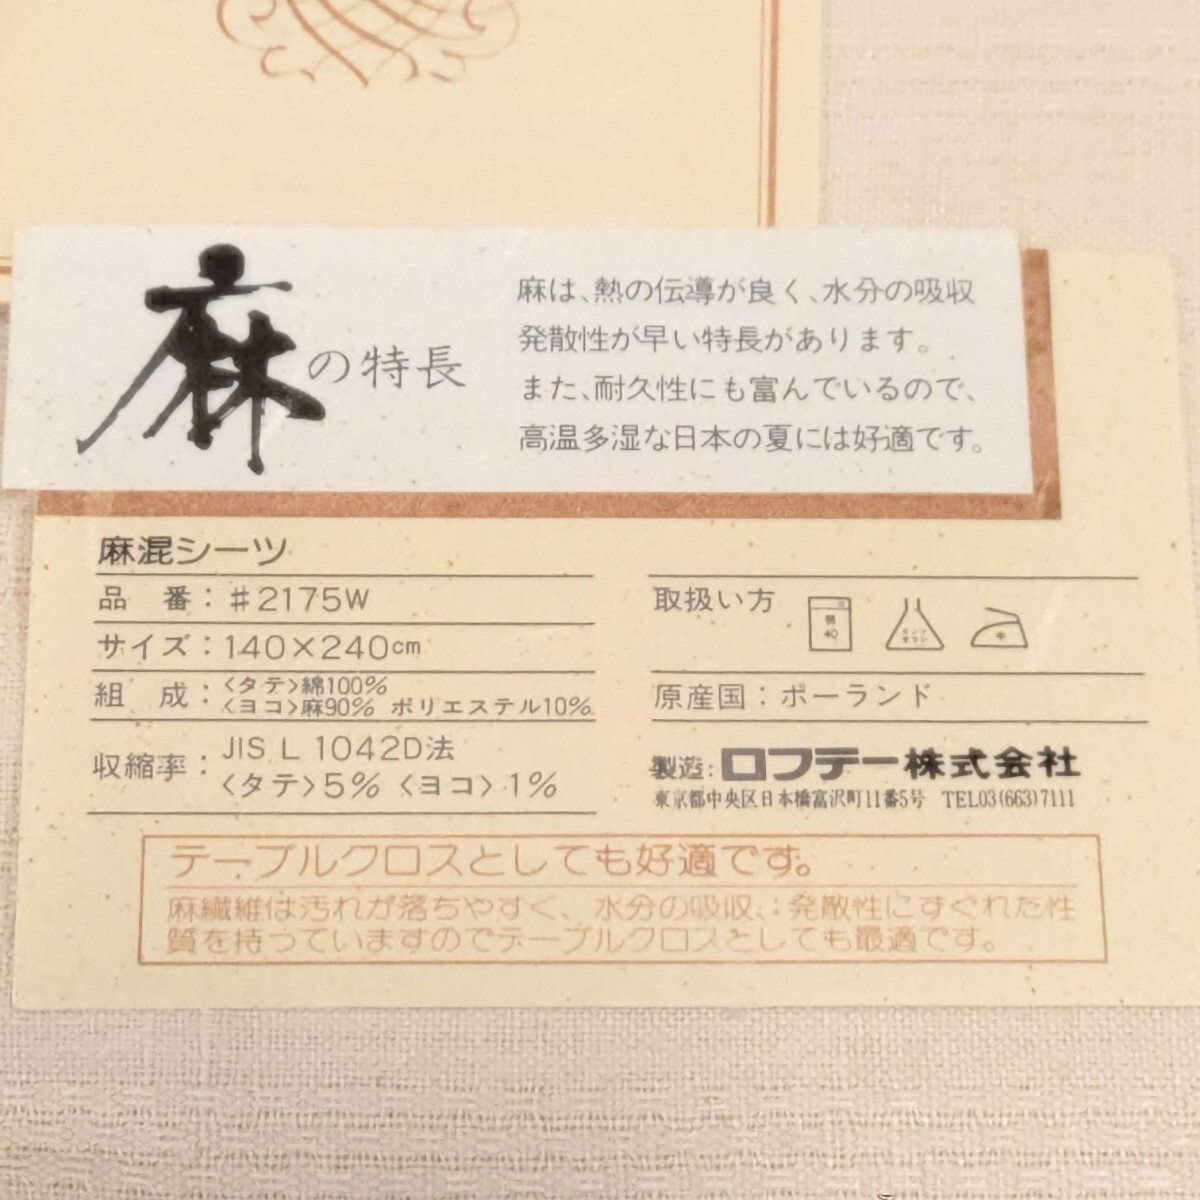 麻の特長
麻は、熱の伝導が良く、水分の吸収
発散性が早い特長があります。
また、耐久性にも富んでいるので、
高温多湿な日本の夏には好適です。
麻混シーツ
品 番：#2175W
サイズ：140×240cm
組 成：〈タテ〉綿100%
〈ヨコ〉麻90% ポリエステル10%
収縮率：JIS L 1042D法
〈タテ〉5% 〈ヨコ〉1%
取扱い方
弱
40
エンソ
サラシ
中
原産国：ポーランド
製造：ロフテー株式会社
東京都中央区日本橋富沢町11番5号 TEL03(663)7111
テーブルクロスとしても好適です。
麻繊維は汚れが落ちやすく、水分の吸収、発散性にすぐれた性
質を持っていますのでテーブルクロスとしても最適です。